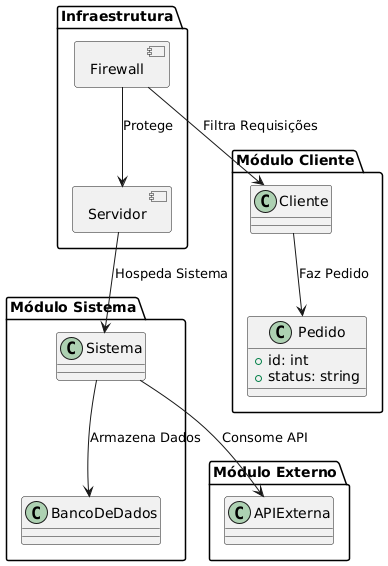 Infraestrutura
Firewall
Protege
Filtra Requisições
Módulo Cliente
Servidor
C Cliente
Hospeda Sistema
Faz Pedido
Módulo Sistema
C Sistema
C Pedido
id: int
status: string
Armazena Dados
Consome API
Módulo Externo
C BancoDeDados
C APIExterna